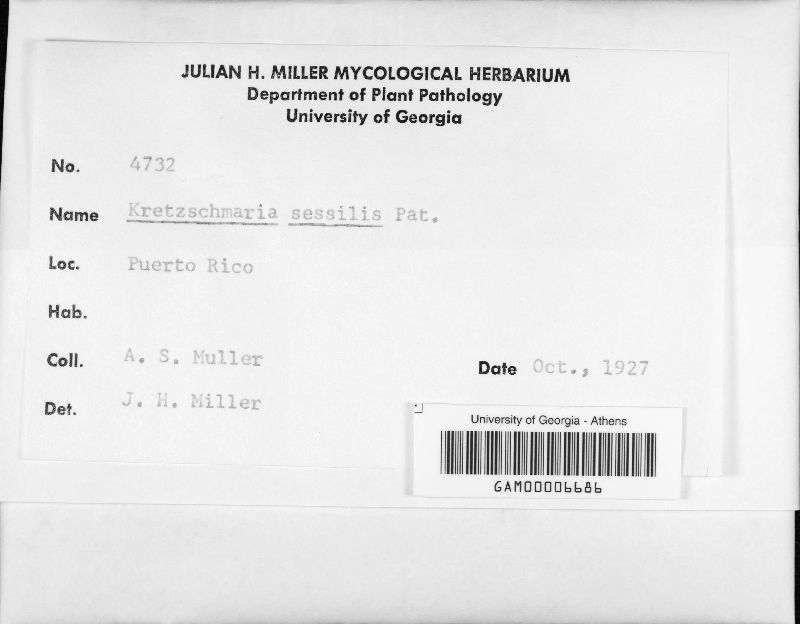 JULIAN H. MILLER MYCOLOGICAL HERBARIUM
Department of Plant Pathology
University of Georgia
No. 4732
Name Kretzschmaria sessilis Pat.
Loc. Puerto Rico
Hab.
Coll. A. S. Muller
Date Oct., 1927
Det. J. H. Miller
University of Georgia - Athens
GAM00006686